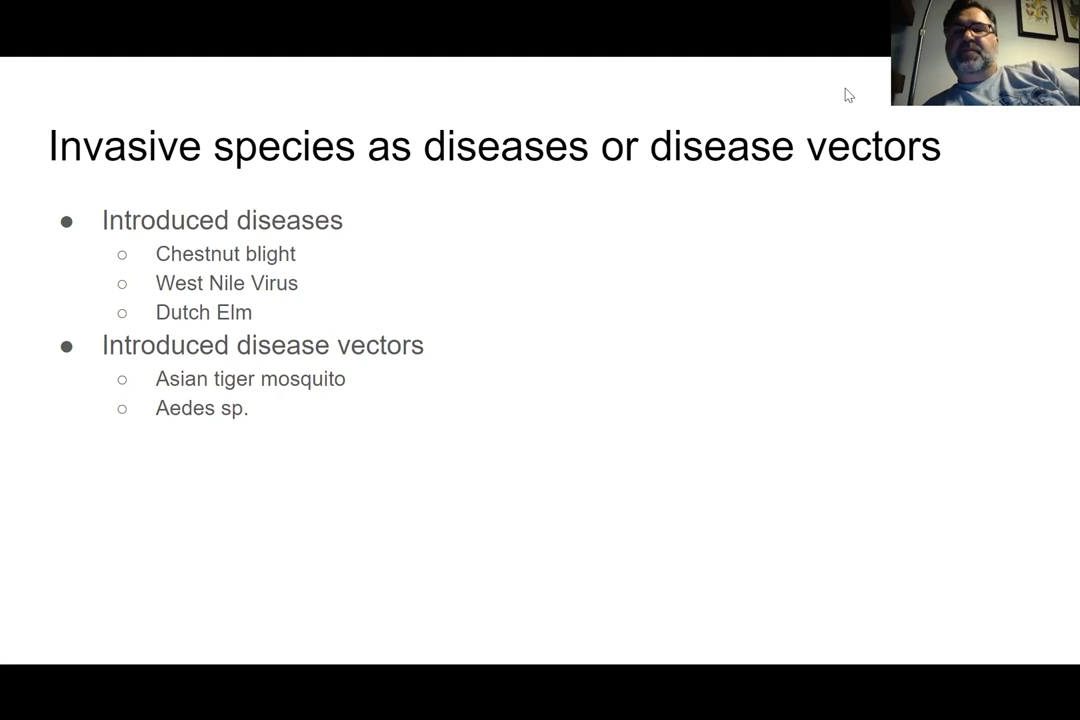 Invasive species as diseases or disease vectors
● Introduced diseases
○ Chestnut blight
○ West Nile Virus
○ Dutch Elm
● Introduced disease vectors
○ Asian tiger mosquito
○ Aedes sp.